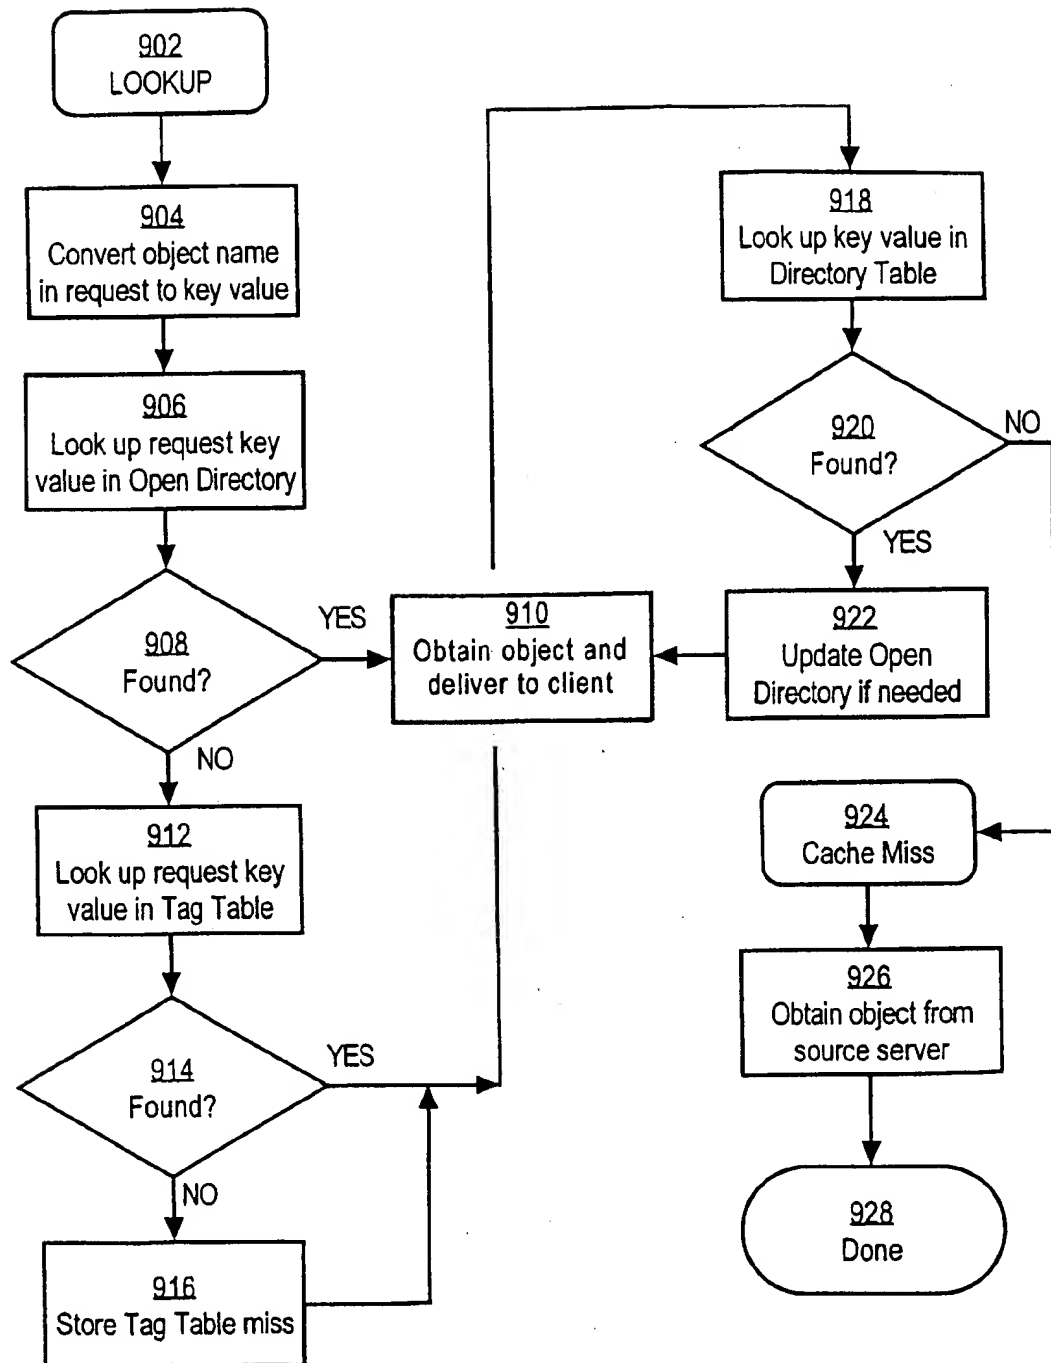 902
LOOKUP
904
Convert object name
in request to key value
906
Look up request key
value in Open Directory
908
Found?
YES
NO
910
Obtain object and
deliver to client
912
Look up request key
value in Tag Table
914
Found?
YES
NO
916
Store Tag Table miss
918
Look up key value in
Directory Table
920
Found?
NO
YES
922
Update Open
Directory if needed
924
Cache Miss
926
Obtain object from
source server
928
Done